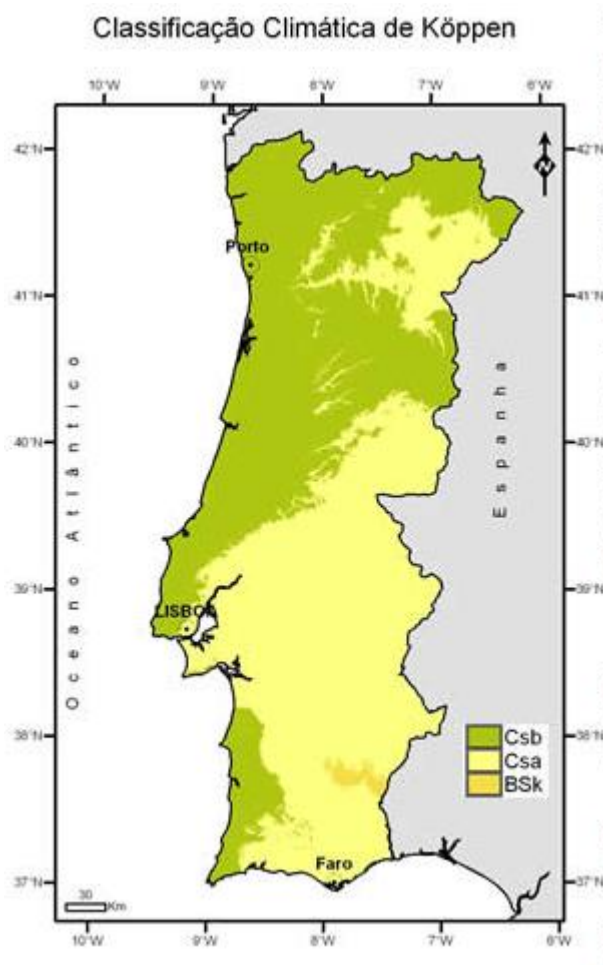 Classificação Climática de Köppen
10°W 9°W 8°W 7°W 6°W
42°N 42°N
N
Porto
41°N 41°N
Oceano Atlântico
Espanha
40°N 40°N
39°N 39°N
LISBOA
38°N 38°N
Csb
Csa
BSk
Faro
37°N 37°N
30
Km
10°W 9°W 8°W 7°W 6°W